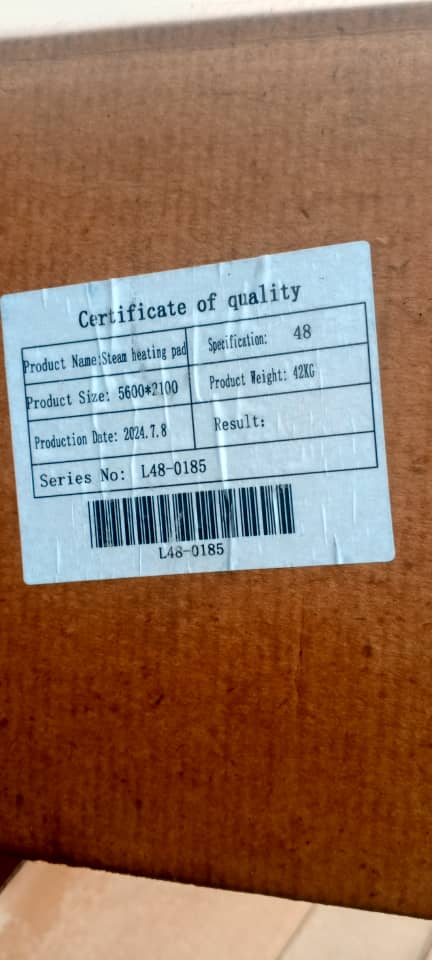 Certificate of quality
Product Name:Steam heating pad Specification: 48
Product Size: 5600*2100 Product Weight: 42KG
Production Date: 2024.7.8 Result:
Series No: L48-0185
L48-0185